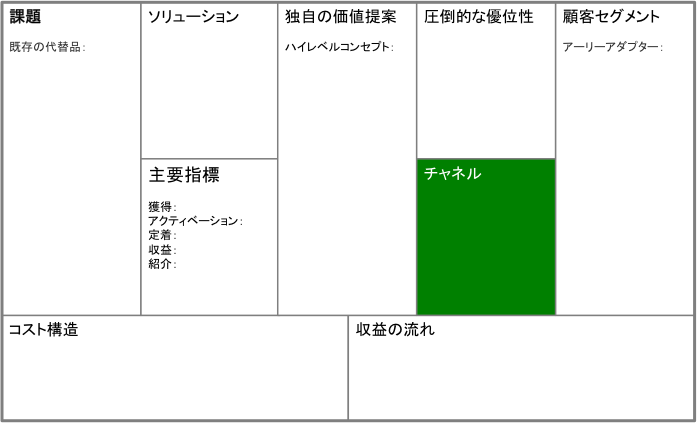 課題
既存の代替品:
ソリューション
主要指標
獲得:
アクティベーション:
定着:
収益:
紹介:
独自の価値提案
ハイレベルコンセプト:
圧倒的な優位性
チャネル
顧客セグメント
アーリーアダプター:
コスト構造
収益の流れ